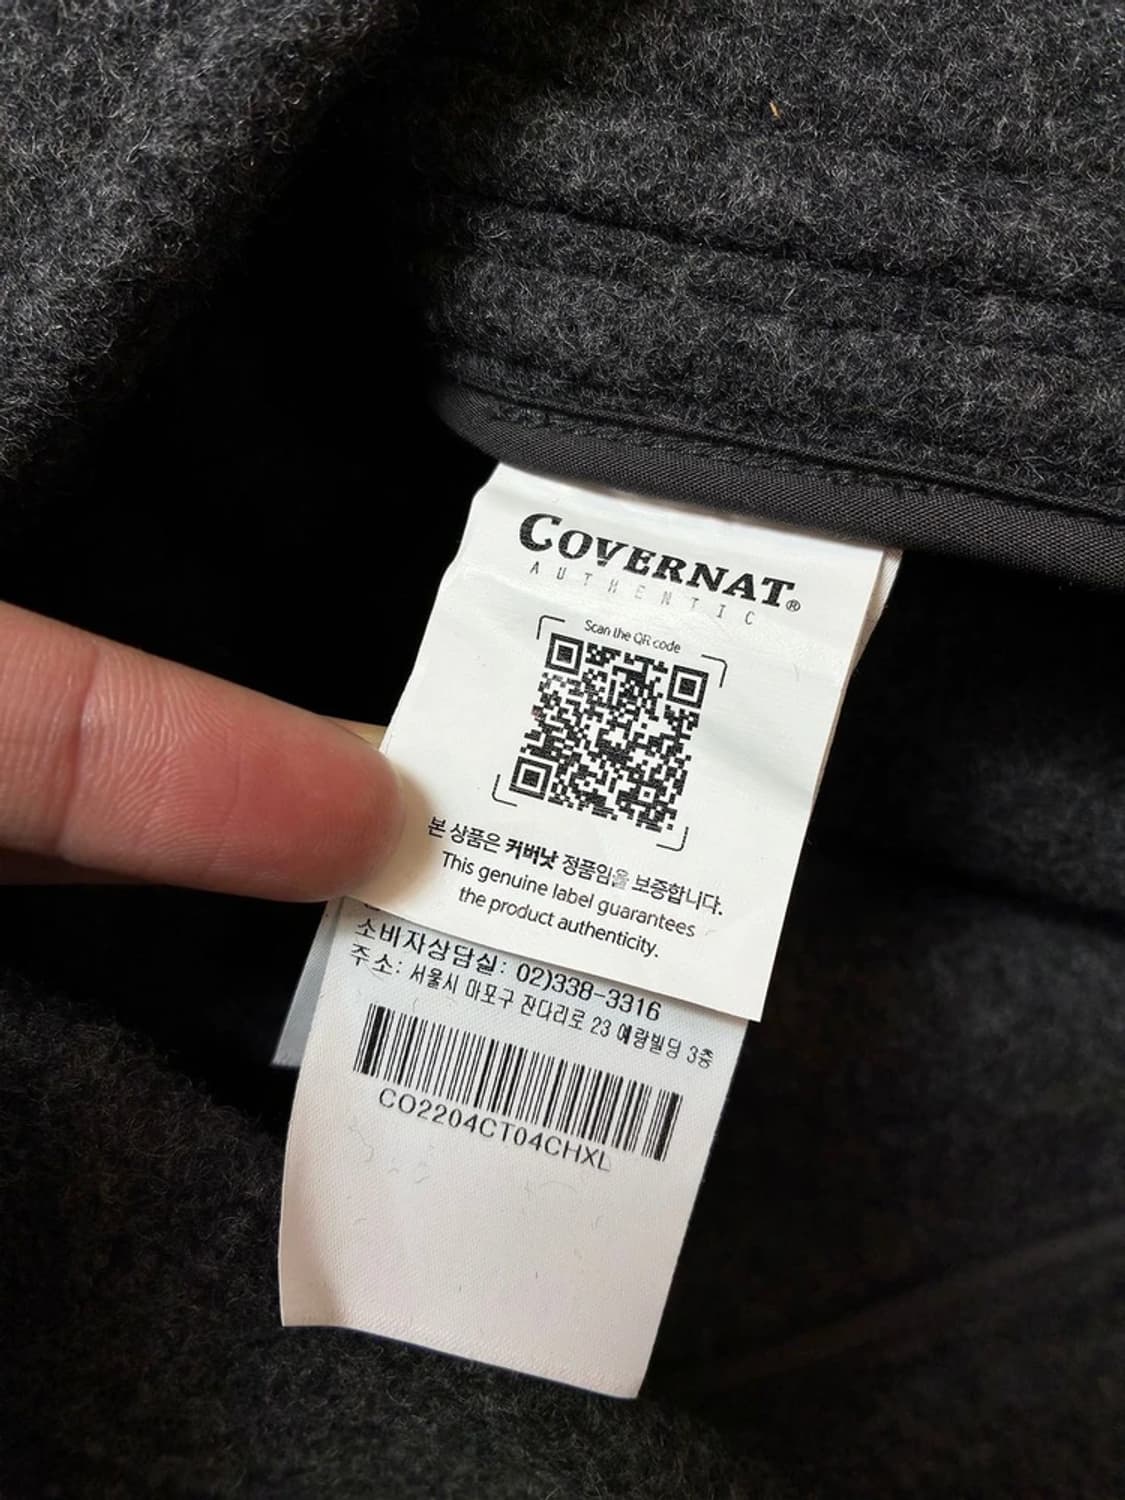 COVERNAT®
AUTHENTIC
Scan the QR code
본 상품은 커버낫 정품임을 보증합니다.
This genuine label guarantees
the product authenticity.
소비자상담실: 02)338-3316
주소: 서울시 마포구 잔다리로 23 예랑빌딩 3층
CO2204CT04CHXL